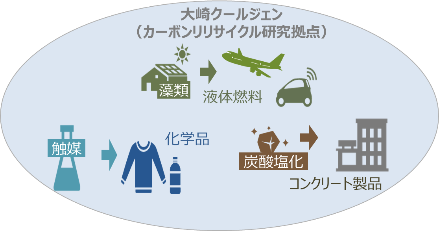 大崎クールジェン
（カーボンリサイクル研究拠点）
藻類
液体燃料
触媒
化学品
炭酸塩化
コンクリート製品